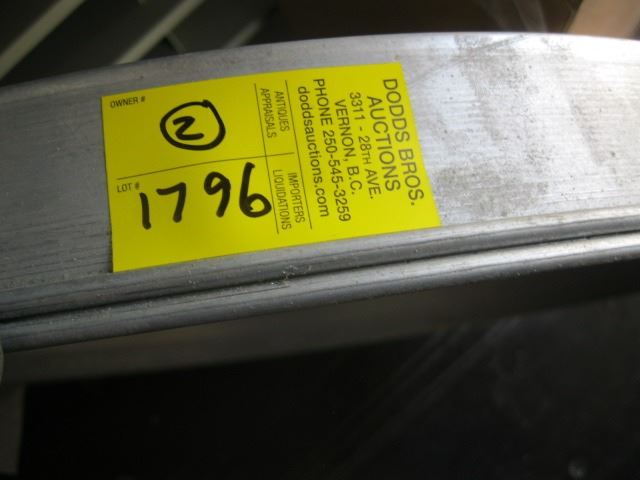 OWNER #
2
LOT #
1796
ANTIQUES
APPRAISALS
IMPORTERS
LIQUIDATIONS
DODDS BROS.
AUCTIONS
3311 - 28TH AVE.
VERNON, B.C.
PHONE 250-545-3259
doddsauctions.com